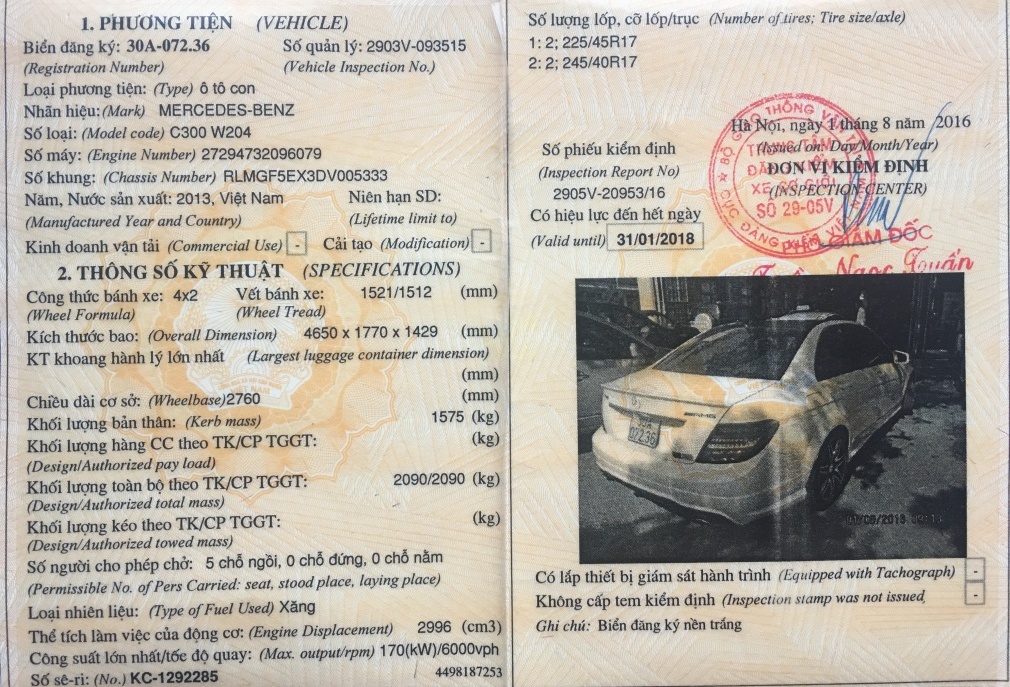 1. PHƯƠNG TIỆN (VEHICLE)
Biển đăng ký: 30A-072.36 Số quản lý: 2903V-093515
(Registration Number) (Vehicle Inspection No.)
Loại phương tiện: (Type) ô tô con
Nhãn hiệu:(Mark) MERCEDES-BENZ
Số loại: (Model code) C300 W204
Số máy: (Engine Number) 27294732096079
Số khung: (Chassis Number) RLMGF5EX3DV005333
Năm, Nước sản xuất: 2013, Việt Nam Niên hạn SD:
(Manufactured Year and Country) (Lifetime limit to)
Kinh doanh vận tải (Commercial Use) - Cải tạo (Modification) -
2. THÔNG SỐ KỸ THUẬT (SPECIFICATIONS)
Công thức bánh xe: 4x2 Vết bánh xe: 1521/1512 (mm)
(Wheel Formula) (Wheel Tread)
Kích thước bao: (Overall Dimension) 4650 x 1770 x 1429 (mm)
KT khoang hành lý lớn nhất (Largest luggage container dimension)
(mm)
Chiều dài cơ sở: (Wheelbase)2760 (mm)
Khối lượng bản thân: (Kerb mass) 1575 (kg)
Khối lượng hàng CC theo TK/CP TGGT: (kg)
(Design/Authorized pay load)
Khối lượng toàn bộ theo TK/CP TGGT: 2090/2090 (kg)
(Design/Authorized total mass)
Khối lượng kéo theo TK/CP TGGT: (kg)
(Design/Authorized towed mass)
Số người cho phép chở: 5 chỗ ngồi, 0 chỗ đứng, 0 chỗ nằm
(Permissible No. of Pers Carried: seat, stood place, laying place)
Loại nhiên liệu: (Type of Fuel Used) Xăng
Thể tích làm việc của động cơ: (Engine Displacement) 2996 (cm3)
Công suất lớn nhất/tốc độ quay: (Max. output/rpm) 170(kW)/6000vph
Số sê-ri: (No.) KC-1292285 4498187253
Số lượng lốp, cỡ lốp/trục (Number of tires; Tire size/axle)
1: 2; 225/45R17
2: 2; 245/40R17
Hà Nội, ngày 1 tháng 8 năm 2016
(Issued on: Day/Month/Year)
Số phiếu kiểm định
(Inspection Report No)
2905V-20953/16
ĐƠN VỊ KIỂM ĐỊNH
(INSPECTION CENTER)
Có hiệu lực đến hết ngày
(Valid until) 31/01/2018
BỘ GIAO THÔNG VẬN TẢI
CỤC ĐĂNG KIỂM VIỆT NAM
TRUNG TÂM
ĐĂNG KIỂM
XE CƠ GIỚI
SỐ 29-05V
PHÓ GIÁM ĐỐC
Ngọc Tuấn
072.36
Có lắp thiết bị giám sát hành trình (Equipped with Tachograph) -
Không cấp tem kiểm định (Inspection stamp was not issued -
Ghi chú: Biển đăng ký nền trắng